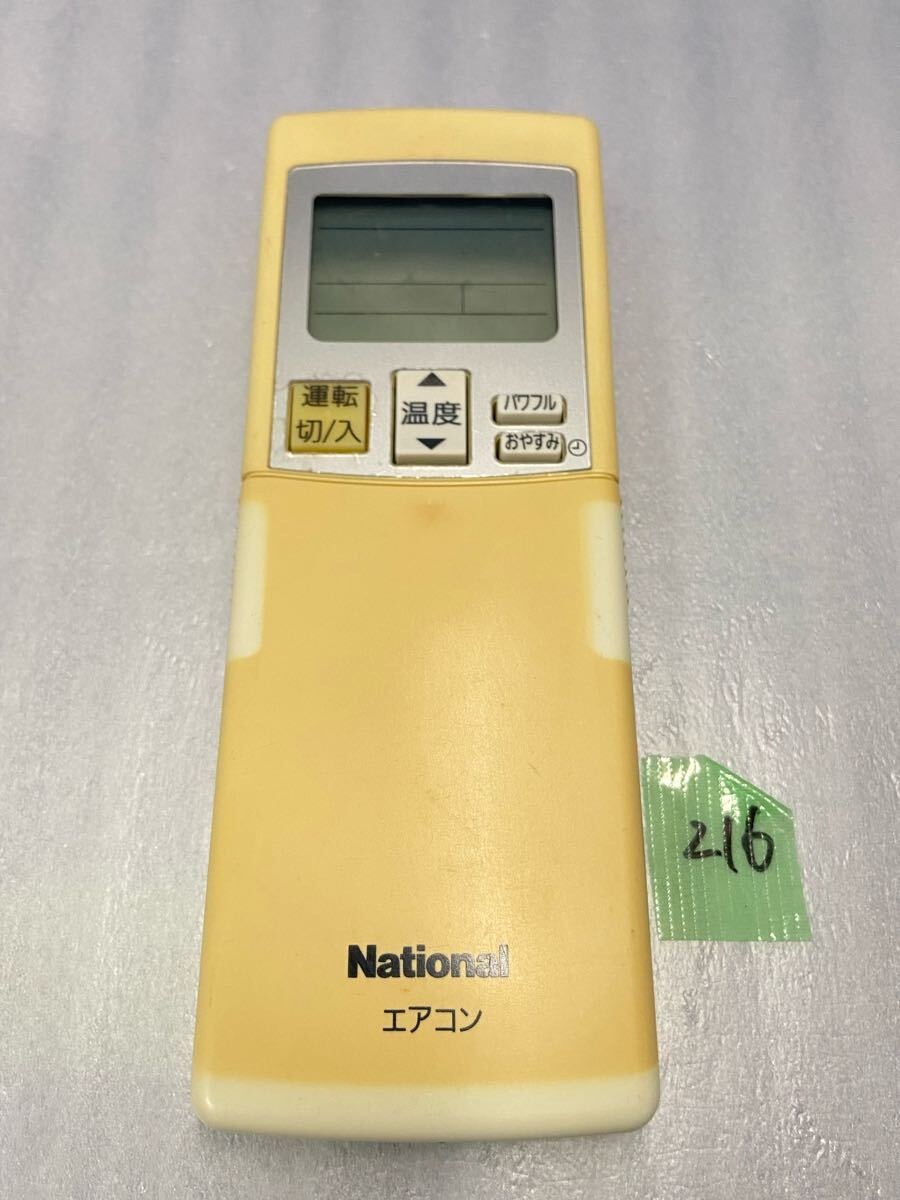 運転
切/入
▲
温度
▼
パワフル
おやすみ
216
National
エアコン